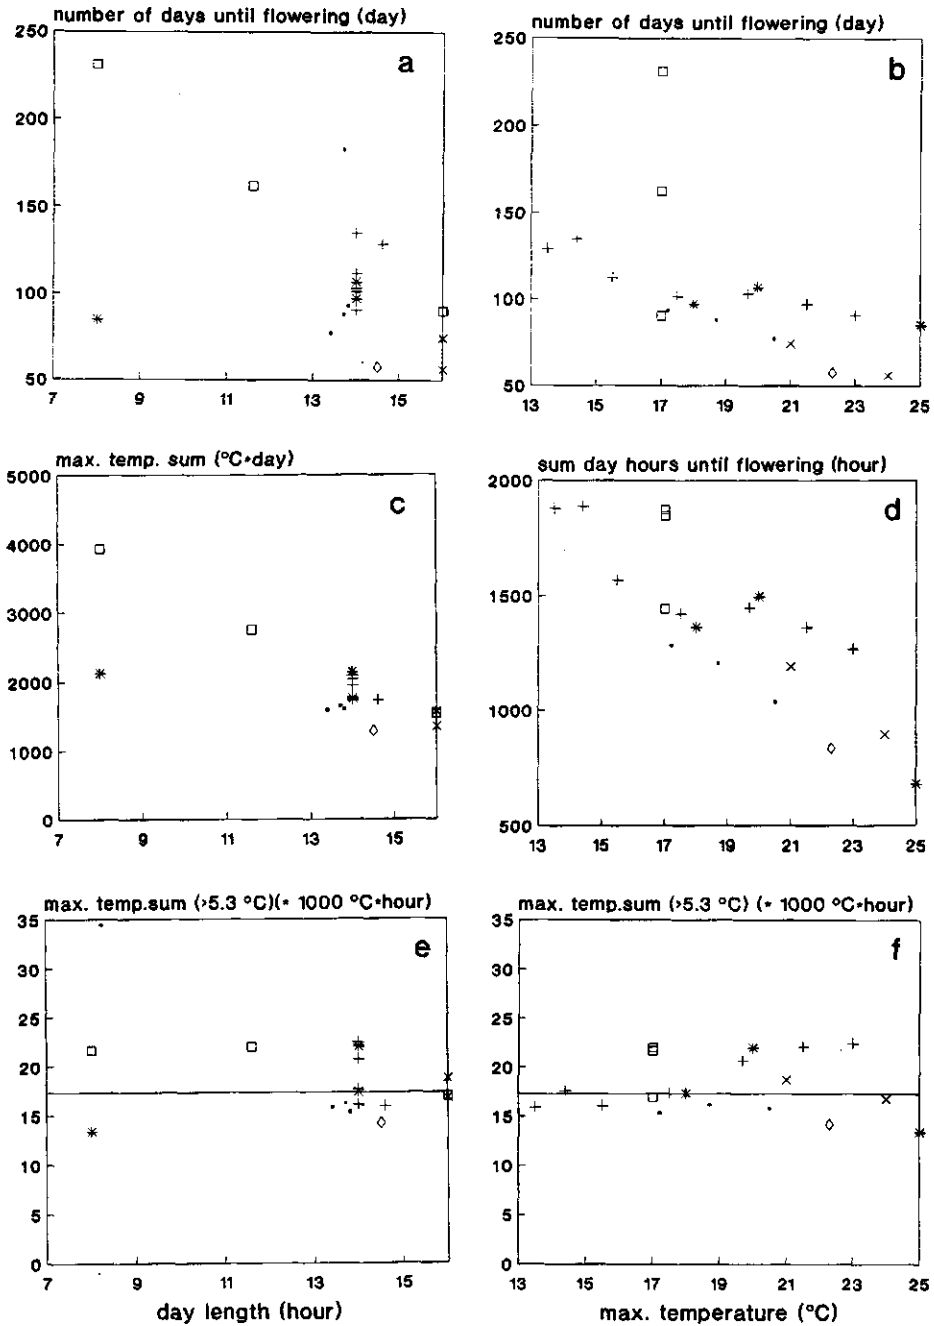 number of days until flowering (day)
a
250
200
150
100
50
7 9 11 13 15
number of days until flowering (day)
b
250
200
150
100
50
13 15 17 19 21 23 25
max. temp. sum (°C*day)
c
5000
4000
3000
2000
1000
0
7 9 11 13 15
sum day hours until flowering (hour)
d
2000
1500
1000
500
13 15 17 19 21 23 25
max. temp.sum (>5.3 °C)(* 1000 °C*hour)
e
35
30
25
20
15
10
5
0
7 9 11 13 15
day length (hour)
max. temp.sum (>5.3 °C) (* 1000 °C*hour)
f
35
30
25
20
15
10
5
0
13 15 17 19 21 23 25
max. temperature (°C)